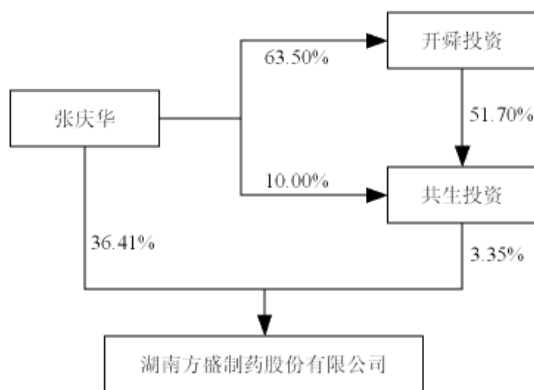 开舜投资
63.50%
张庆华
51.70%
10.00%
共生投资
36.41%
3.35%
湖南方盛制药股份有限公司